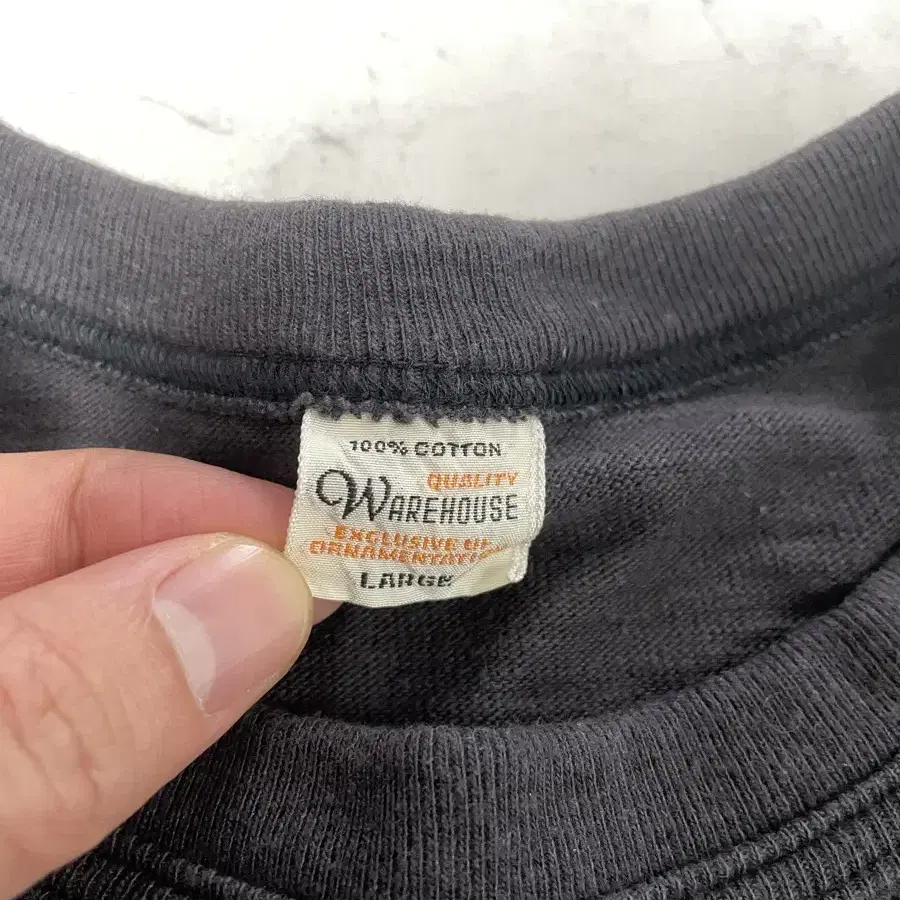 100% COTTON
QUALITY
WAREHOUSE
EXCLUSIVE OF
ORNAMENTATION
LARGE